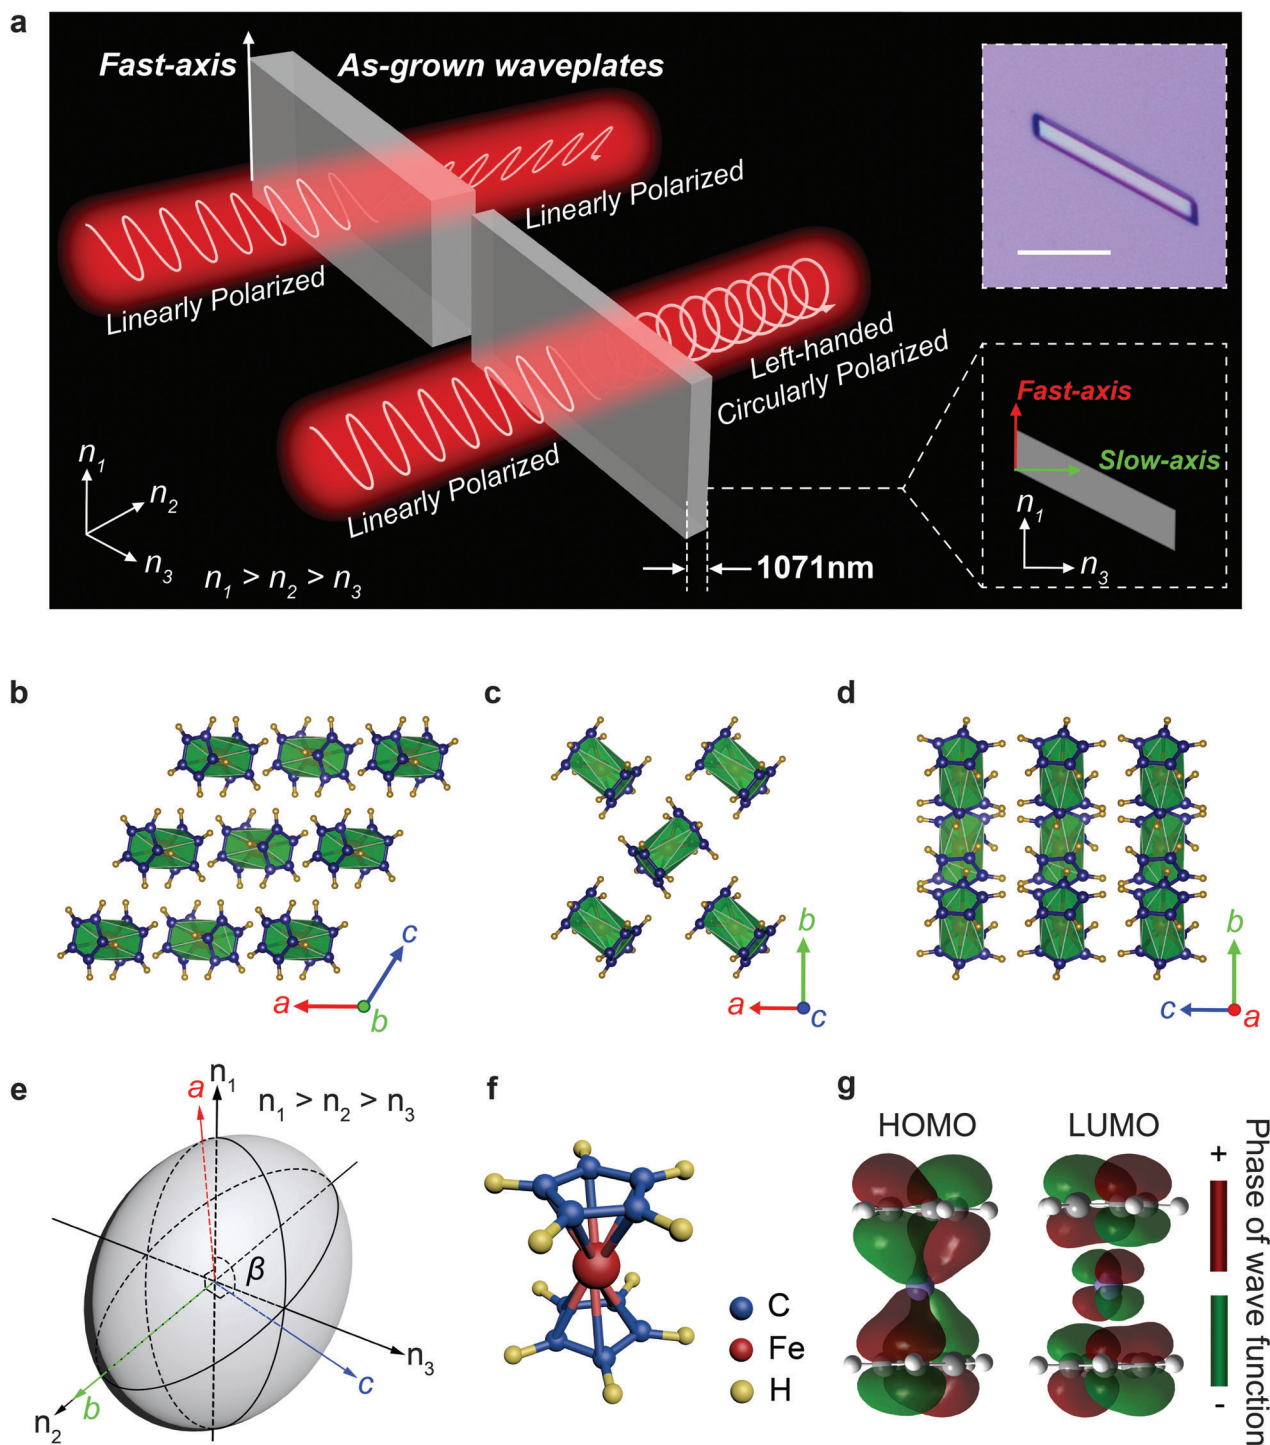 a
Fast-axis
As-grown waveplates
Linearly Polarized
Linearly Polarized
Left-handed
Circularly Polarized
Linearly Polarized
n1
n2
n3
n1 > n2 > n3
1071nm
Fast-axis
Slow-axis
n1
n3
b
c
d
c
a
b
b
a
c
b
c
a
e
a
n1
n1 > n2 > n3
β
n3
c
b
n2
f
C
Fe
H
g
HOMO
LUMO
+
-
Phase of wave function